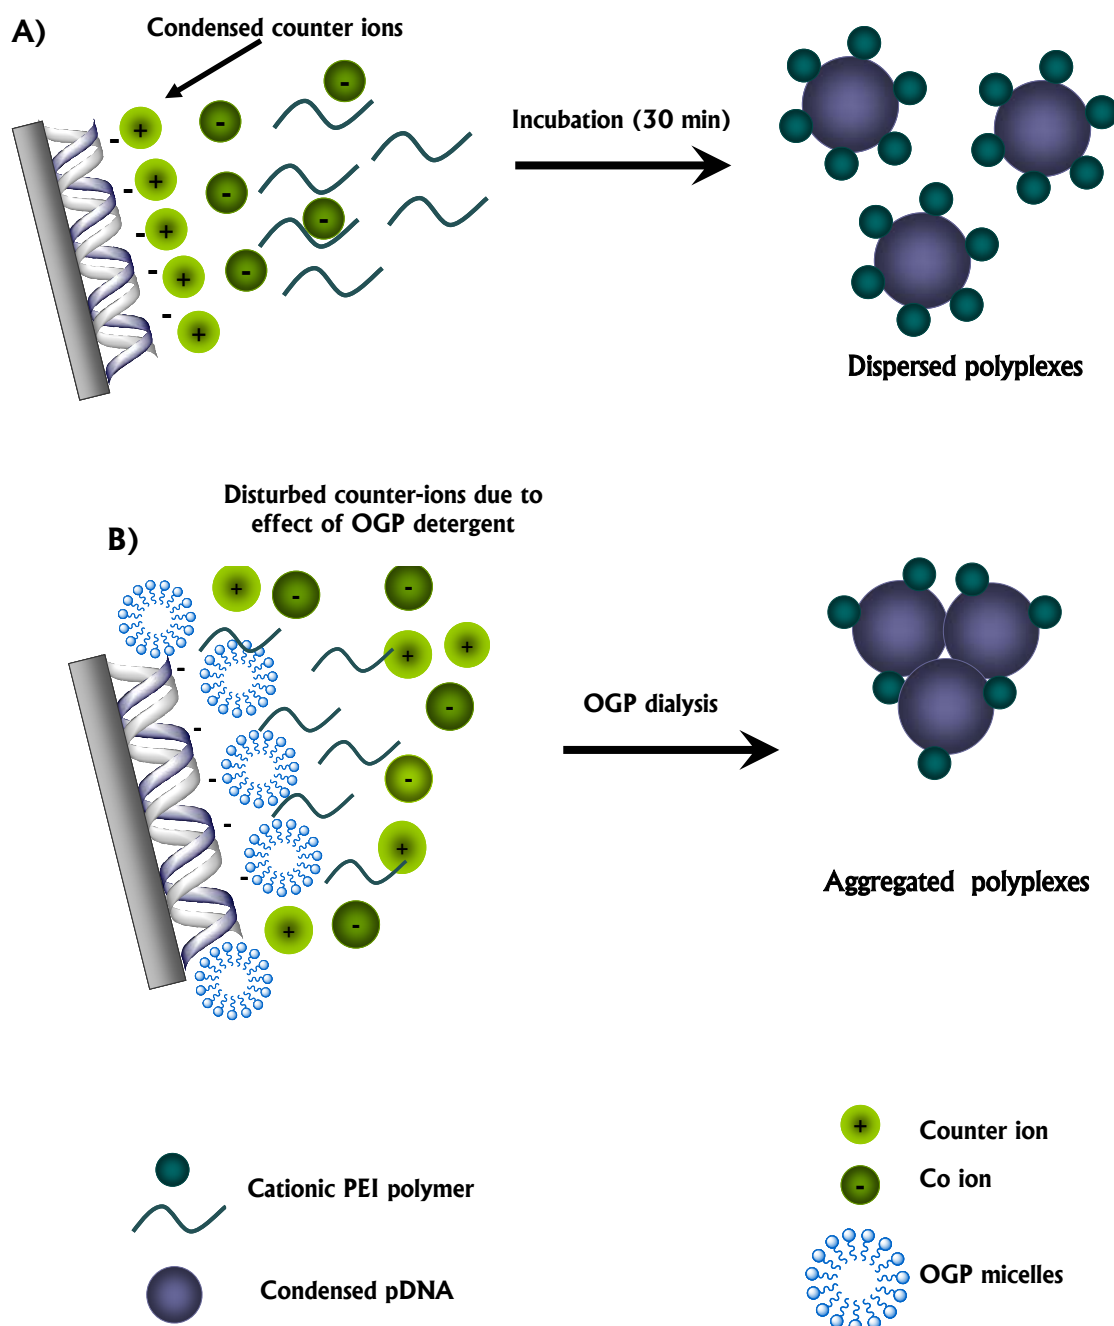 A)
Condensed counter ions
Incubation (30 min)
+
+
+
+
+
-
-
-
-
-
-
-
-
-
-
Dispersed polyplexes
Disturbed counter-ions due to
effect of OGP detergent
B)
+
-
-
+
+
-
-
+
+
-
-
-
-
-
-
OGP dialysis
Aggregated polyplexes
Cationic PEI polymer
Condensed pDNA
+
Counter ion
-
Co ion
OGP micelles